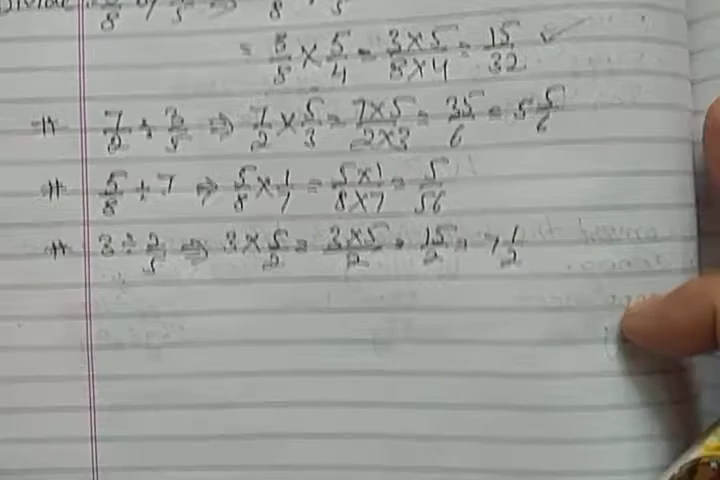 = 3/8 × 5/4 = 3×5/8×4 = 15/32 ✓
⇒ 7/2 ÷ 3/5 ⇒ 7/2 × 5/3 = 7×5/2×3 = 35/6 = 5 5/6
⇒ 5/8 ÷ 7 ⇒ 5/8 × 1/7 = 5×1/8×7 = 5/56
⇒ 3 ÷ 2/5 ⇒ 3 × 5/2 = 3×5/2 = 15/2 = 7 1/2